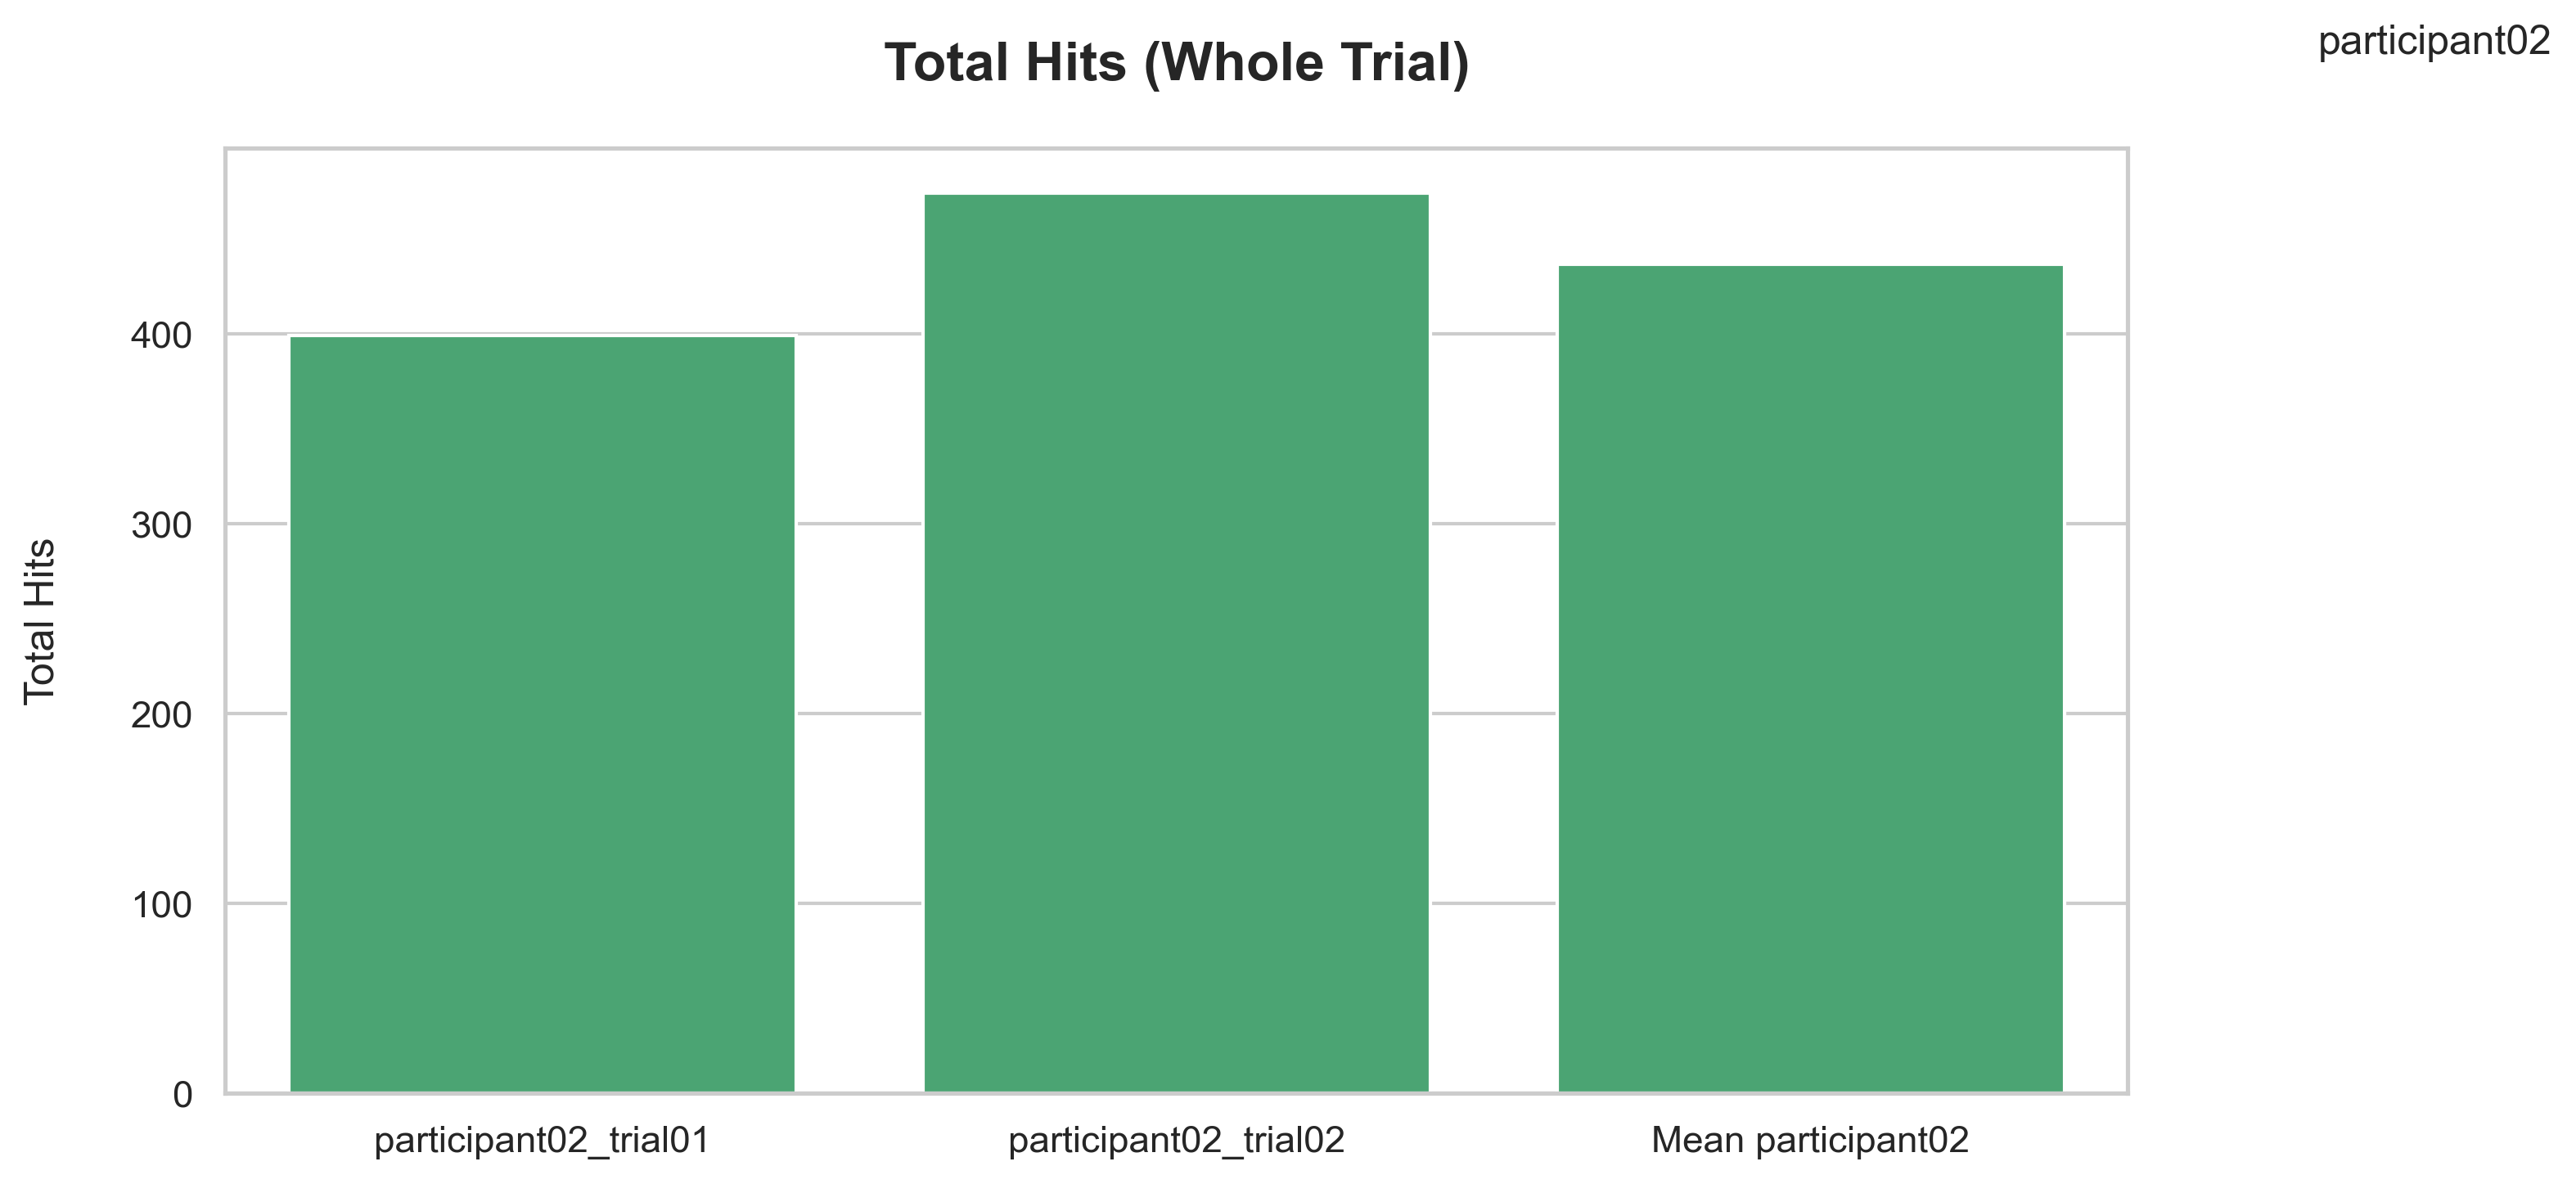 participant02
Total Hits (Whole Trial)
Total Hits
400
300
200
100
0
participant02_trial01
participant02_trial02
Mean participant02